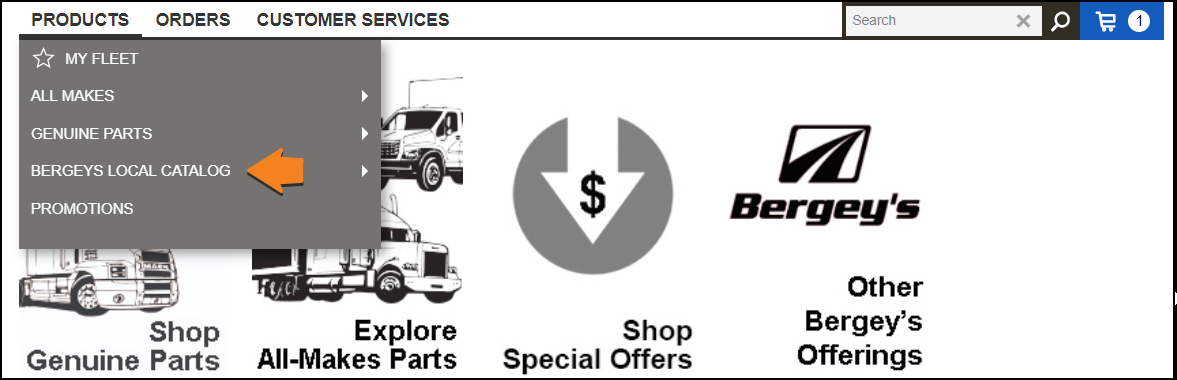 PRODUCTS ORDERS CUSTOMER SERVICES Search 1
MY FLEET
ALL MAKES
GENUINE PARTS
BERGEYS LOCAL CATALOG
PROMOTIONS
Shop
Genuine Parts
Explore
All-Makes Parts
$
Shop
Special Offers
Bergey's
Other
Bergey's
Offerings